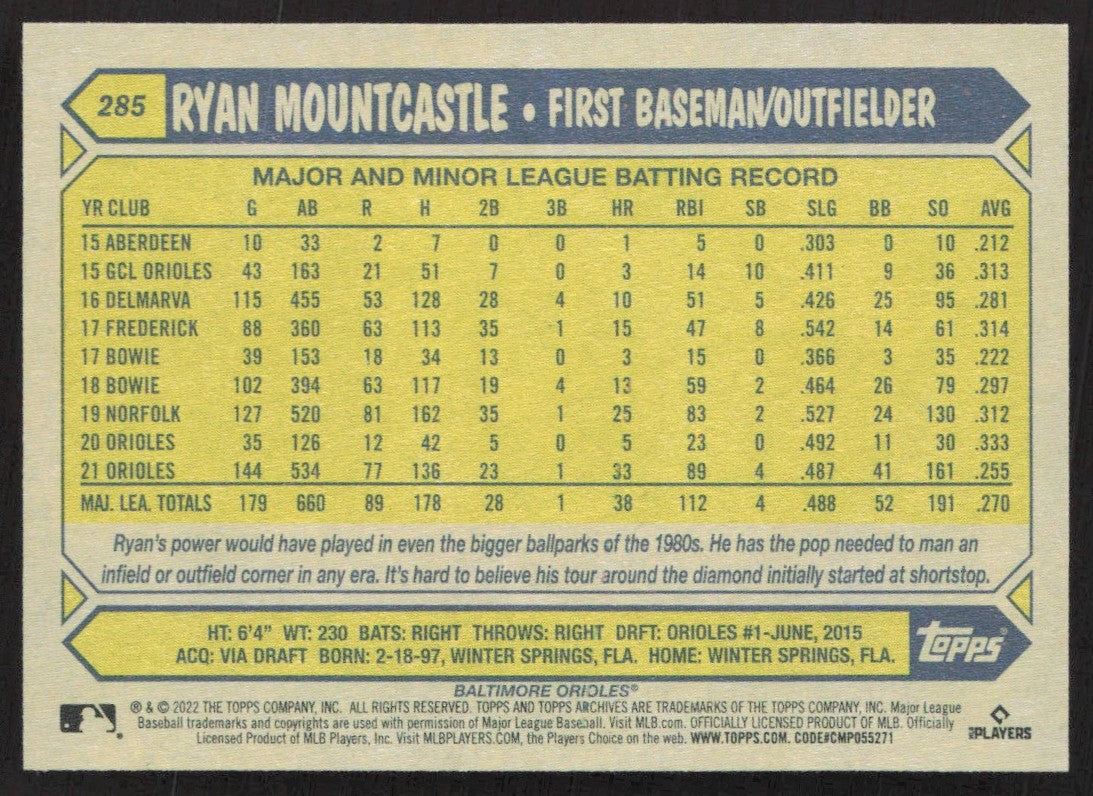 285 RYAN MOUNTCASTLE • FIRST BASEMAN/OUTFIELDER
MAJOR AND MINOR LEAGUE BATTING RECORD
YR CLUB G AB R H 2B 3B HR RBI SB SLG BB SO AVG
15 ABERDEEN 10 33 2 7 0 0 1 5 0 .303 0 10 .212
15 GCL ORIOLES 43 163 21 51 7 0 3 14 10 .411 9 36 .313
16 DELMARVA 115 455 53 128 28 4 10 51 5 .426 25 95 .281
17 FREDERICK 88 360 63 113 35 1 15 47 8 .542 14 61 .314
17 BOWIE 39 153 18 34 13 0 3 15 0 .366 3 35 .222
18 BOWIE 102 394 63 117 19 4 13 59 2 .464 26 79 .297
19 NORFOLK 127 520 81 162 35 1 25 83 2 .527 24 130 .312
20 ORIOLES 35 126 12 42 5 0 5 23 0 .492 11 30 .333
21 ORIOLES 144 534 77 136 23 1 33 89 4 .487 41 161 .255
MAJ. LEA. TOTALS 179 660 89 178 28 1 38 112 4 .488 52 191 .270
Ryan's power would have played in even the bigger ballparks of the 1980s. He has the pop needed to man an
infield or outfield corner in any era. It's hard to believe his tour around the diamond initially started at shortstop.
HT: 6'4" WT: 230 BATS: RIGHT THROWS: RIGHT DRFT: ORIOLES #1-JUNE, 2015
ACQ: VIA DRAFT BORN: 2-18-97, WINTER SPRINGS, FLA. HOME: WINTER SPRINGS, FLA.
Topps®
BALTIMORE ORIOLES®
® & © 2022 THE TOPPS COMPANY, INC. ALL RIGHTS RESERVED. TOPPS AND TOPPS ARCHIVES ARE TRADEMARKS OF THE TOPPS COMPANY, INC. Major League
Baseball trademarks and copyrights are used with permission of Major League Baseball. Visit MLB.com. OFFICIALLY LICENSED PRODUCT OF MLB. Officially
Licensed Product of MLB Players, Inc. Visit MLBPLAYERS.COM, the Players Choice on the web. WWW.TOPPS.COM. CODE#CMP055271
MLB PLAYERS